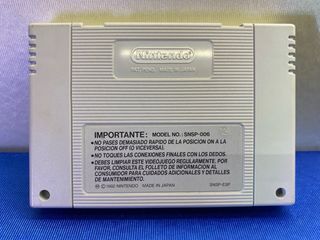 Nintendo
PAT. PEND. MADE IN JAPAN
IMPORTANTE: MODEL NO.: SNSP-006
•NO PASES DEMASIADO RAPIDO DE LA POSICION ON A LA
POSICION OFF (O VICEVERSA).
•NO TOQUES LAS CONEXIONES FINALES CON LOS DEDOS.
•DEBES LIMPIAR ESTE VIDEOJUEGO REGULARMENTE. POR
FAVOR, CONSULTA EL FOLLETO DE INFORMACION AL
CONSUMIDOR PARA CUIDADOS ADICIONALES Y DETALLES
DE MANTENIMIENTO.
© 1992 NINTENDO MADE IN JAPAN SNSP-ESP